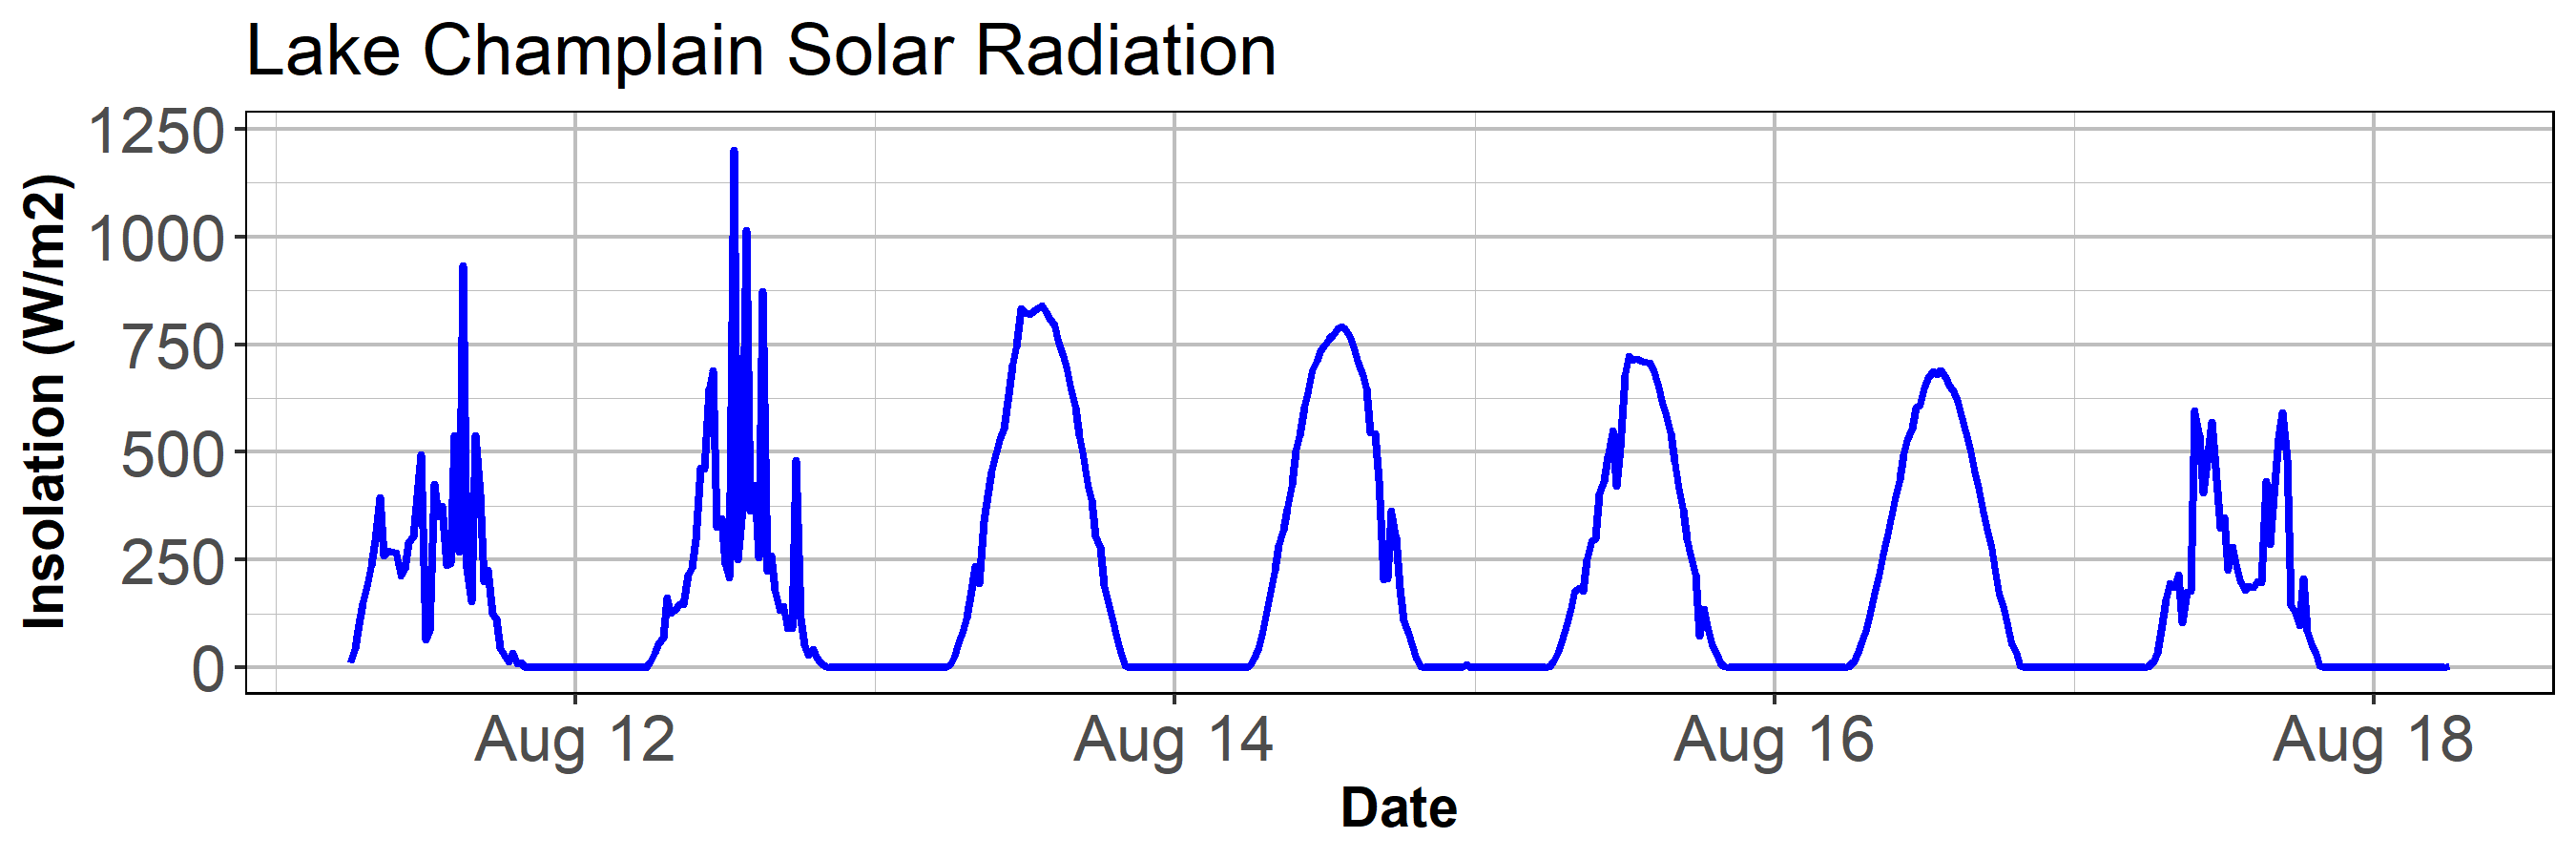 Lake Champlain Solar Radiation
Insolation (W/m2)
1250
1000
750
500
250
0
Aug 12 Aug 14 Aug 16 Aug 18
Date